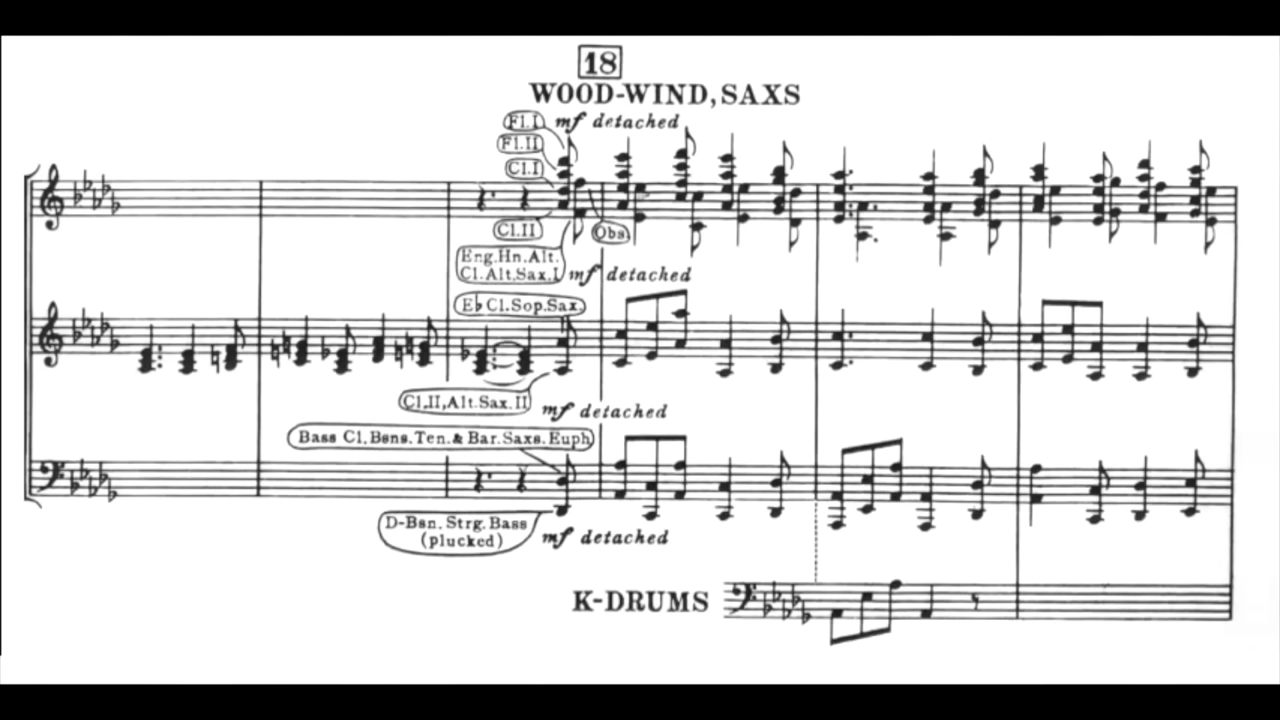 18
WOOD-WIND, SAXS
Fl.I mf detached
Fl.II
Cl.I
Cl.II
Obs.
Eng.Hn.Alt.
Cl.Alt.Sax.I mf detached
E♭ Cl.Sop.Sax.
Cl.II, Alt.Sax.II
mf detached
Bass Cl, Bsns. Ten. & Bar. Saxs. Euph
D-Bsn. Strg. Bass
(plucked)
mf detached
K-DRUMS